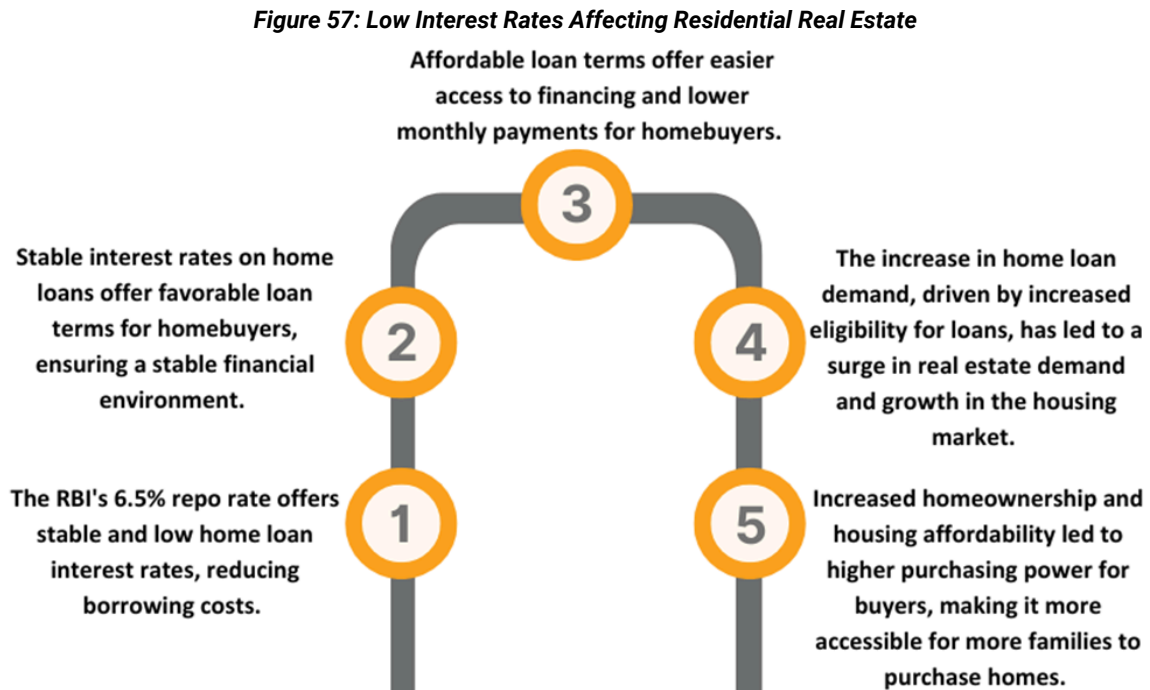 Figure 57: Low Interest Rates Affecting Residential Real Estate
Affordable loan terms offer easier
access to financing and lower
monthly payments for homebuyers.
3
Stable interest rates on home
loans offer favorable loan
terms for homebuyers,
ensuring a stable financial
environment.
2
The increase in home loan
demand, driven by increased
eligibility for loans, has led to a
surge in real estate demand
and growth in the housing
market.
4
The RBI's 6.5% repo rate offers
stable and low home loan
interest rates, reducing
borrowing costs.
1
Increased homeownership and
housing affordability led to
higher purchasing power for
buyers, making it more
accessible for more families to
purchase homes.
5